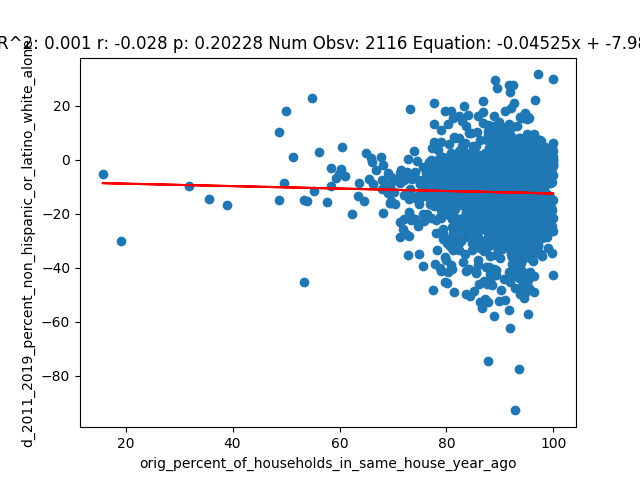 R^2: 0.001 r: -0.028 p: 0.20228 Num Obsv: 2116 Equation: -0.04525x + -7.98
d_2011_2019_percent_non_hispanic_or_latino_white_alone
20
0
−20
−40
−60
−80
20 40 60 80 100
orig_percent_of_households_in_same_house_year_ago